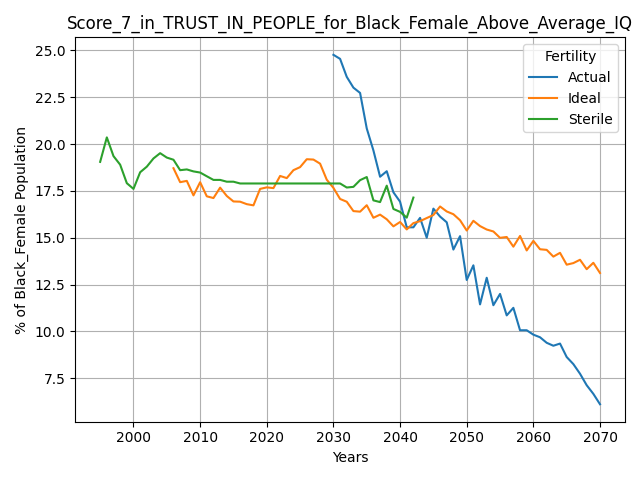 Score_7_in_TRUST_IN_PEOPLE_for_Black_Female_Above_Average_IQ
% of Black_Female Population
25.0
22.5
20.0
17.5
15.0
12.5
10.0
7.5
Fertility
Actual
Ideal
Sterile
2000 2010 2020 2030 2040 2050 2060 2070
Years